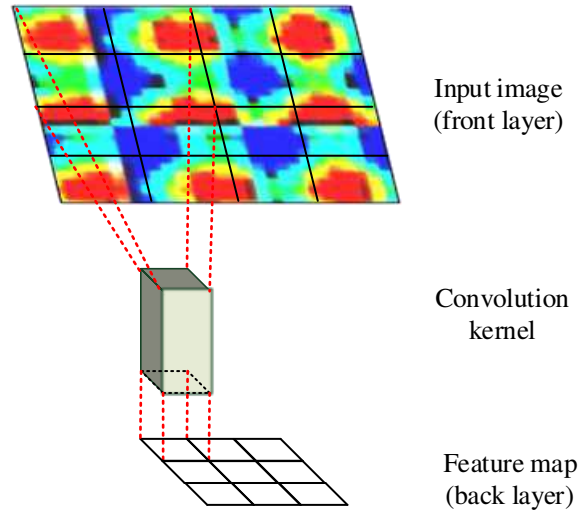 Input image
(front layer)
Convolution
kernel
Feature map
(back layer)